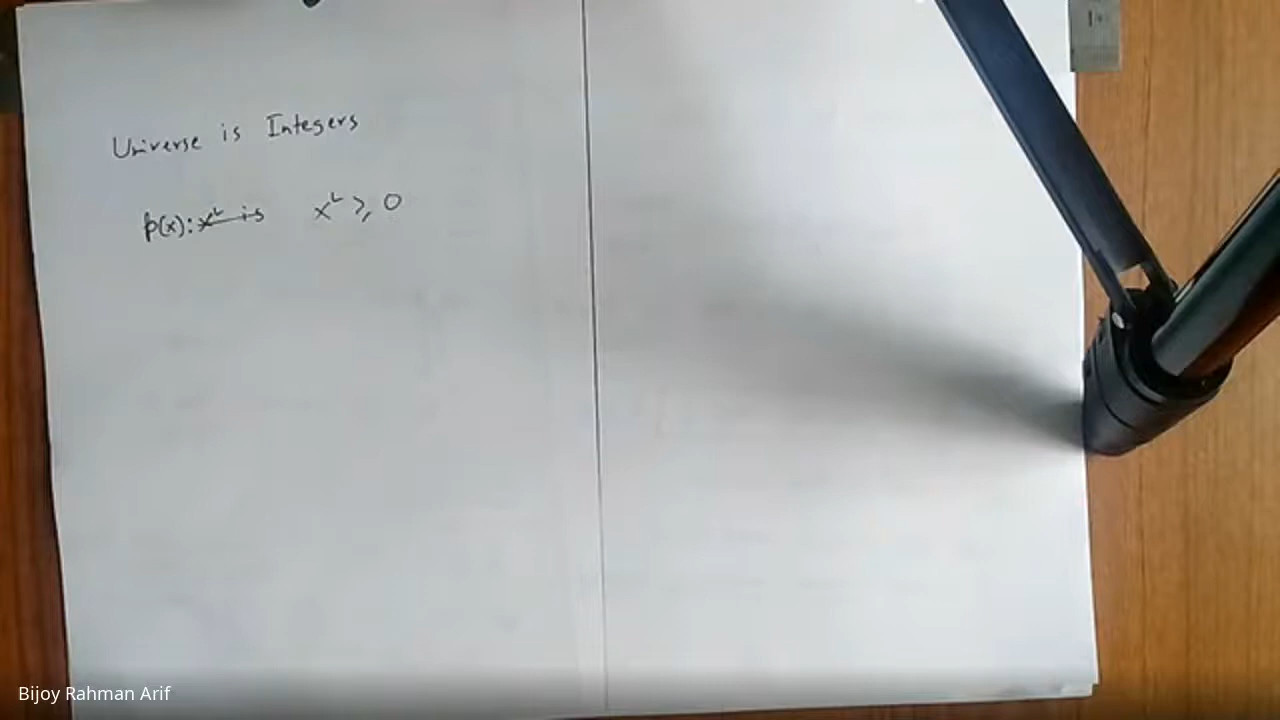 Universe is Integers
p(x): x² is x² ≥ 0
Bijoy Rahman Arif